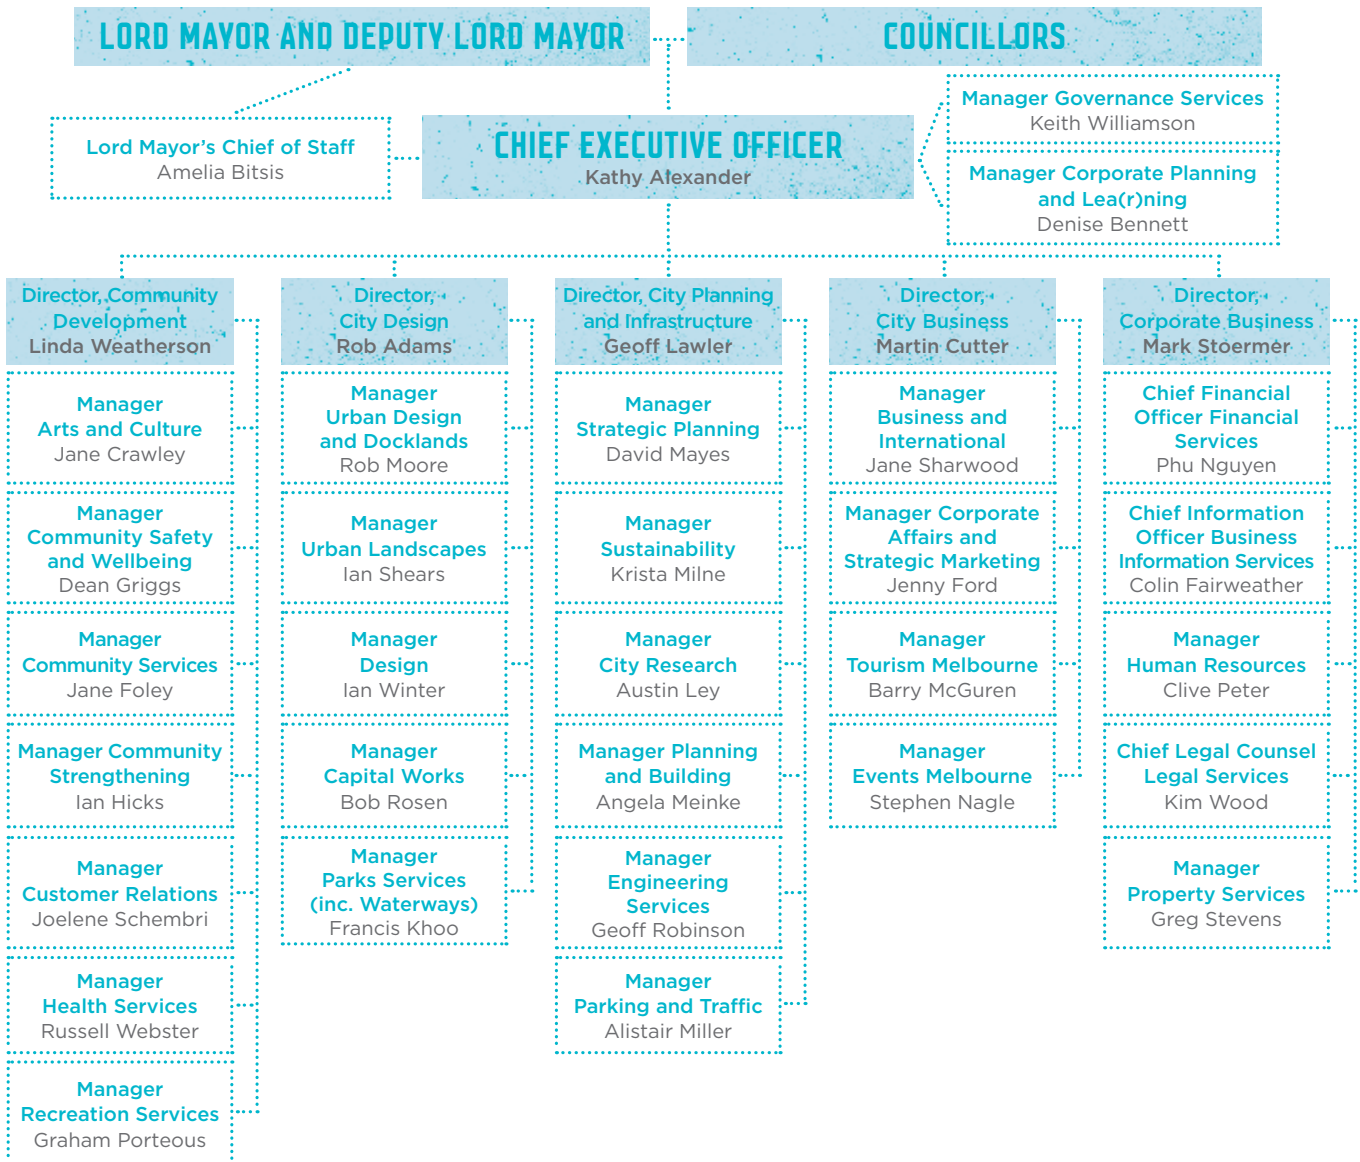 LORD MAYOR AND DEPUTY LORD MAYOR
COUNCILLORS
Manager Governance Services
Keith Williamson
Lord Mayor's Chief of Staff
Amelia Bitsis
CHIEF EXECUTIVE OFFICER
Kathy Alexander
Manager Corporate Planning
and Lea(r)ning
Denise Bennett
Director, Community
Development
Linda Weatherson
Manager
Arts and Culture
Jane Crawley
Manager
Community Safety
and Wellbeing
Dean Griggs
Manager
Community Services
Jane Foley
Manager Community
Strengthening
Ian Hicks
Manager
Customer Relations
Joelene Schembri
Manager
Health Services
Russell Webster
Manager
Recreation Services
Graham Porteous
Director,
City Design
Rob Adams
Manager
Urban Design
and Docklands
Rob Moore
Manager
Urban Landscapes
Ian Shears
Manager
Design
Ian Winter
Manager
Capital Works
Bob Rosen
Manager
Parks Services
(inc. Waterways)
Francis Khoo
Director, City Planning
and Infrastructure
Geoff Lawler
Manager
Strategic Planning
David Mayes
Manager
Sustainability
Krista Milne
Manager
City Research
Austin Ley
Manager Planning
and Building
Angela Meinke
Manager
Engineering
Services
Geoff Robinson
Manager
Parking and Traffic
Alistair Miller
Director,
City Business
Martin Cutter
Manager
Business and
International
Jane Sharwood
Manager Corporate
Affairs and
Strategic Marketing
Jenny Ford
Manager
Tourism Melbourne
Barry McGuren
Manager
Events Melbourne
Stephen Nagle
Director,
Corporate Business
Mark Stoermer
Chief Financial
Officer Financial
Services
Phu Nguyen
Chief Information
Officer Business
Information Services
Colin Fairweather
Manager
Human Resources
Clive Peter
Chief Legal Counsel
Legal Services
Kim Wood
Manager
Property Services
Greg Stevens